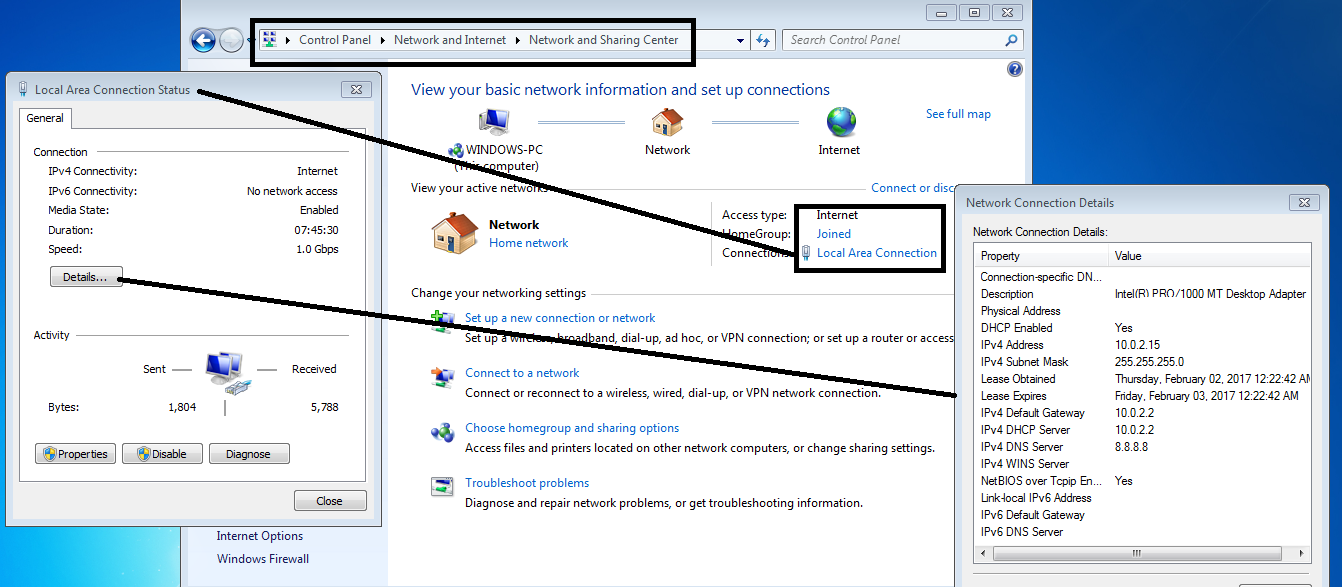 Control Panel Network and Internet Network and Sharing Center
Search Control Panel
Local Area Connection Status
General
Connection
IPv4 Connectivity: Internet
IPv6 Connectivity: No network access
Media State: Enabled
Duration: 07:45:30
Speed: 1.0 Gbps
Details...
Activity
Sent Received
Bytes: 1,804 5,788
Properties Disable Diagnose
Close
View your basic network information and set up connections
See full map
WINDOWS-PC
(This computer)
Network
Internet
View your active networks
Connect or disc
Network
Home network
Access type: Internet
HomeGroup: Joined
Connections: Local Area Connection
Change your networking settings
Set up a new connection or network
Set up a wireless, broadband, dial-up, ad hoc, or VPN connection; or set up a router or access
Connect to a network
Connect or reconnect to a wireless, wired, dial-up, or VPN network connection.
Choose homegroup and sharing options
Access files and printers located on other network computers, or change sharing settings.
Troubleshoot problems
Diagnose and repair network problems, or get troubleshooting information.
Internet Options
Windows Firewall
Network Connection Details
Network Connection Details:
Property Value
Connection-specific DN...
Description Intel(R) PRO/1000 MT Desktop Adapter
Physical Address
DHCP Enabled Yes
IPv4 Address 10.0.2.15
IPv4 Subnet Mask 255.255.255.0
Lease Obtained Thursday, February 02, 2017 12:22:42 AM
Lease Expires Friday, February 03, 2017 12:22:42 AM
IPv4 Default Gateway 10.0.2.2
IPv4 DHCP Server 10.0.2.2
IPv4 DNS Server 8.8.8.8
IPv4 WINS Server
NetBIOS over Tcpip En... Yes
Link-local IPv6 Address
IPv6 Default Gateway
IPv6 DNS Server